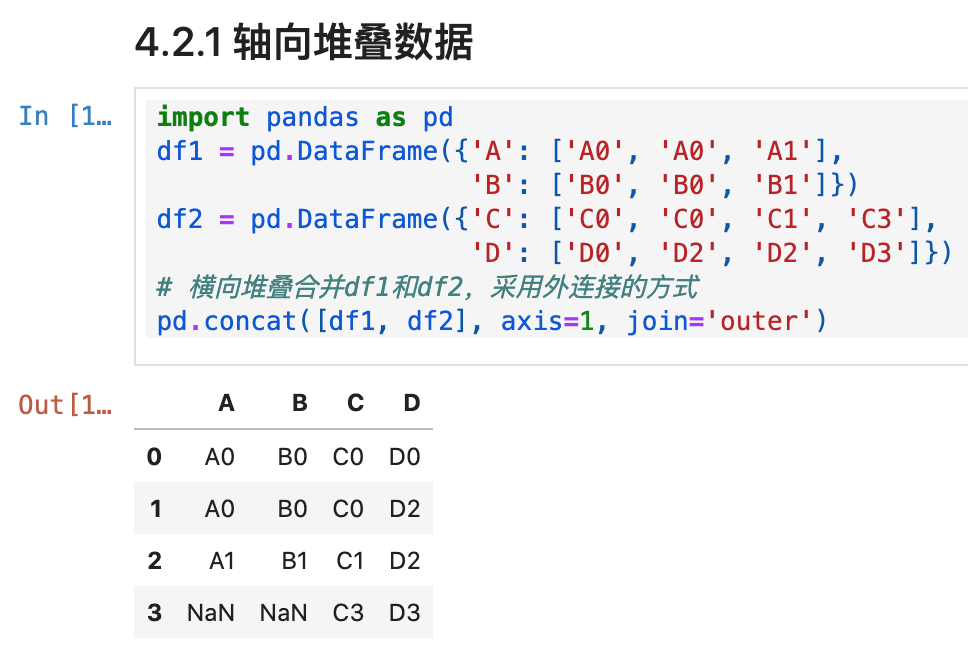 4.2.1 轴向堆叠数据
In [1…
import pandas as pd
df1 = pd.DataFrame({'A': ['A0', 'A0', 'A1'],
'B': ['B0', 'B0', 'B1']})
df2 = pd.DataFrame({'C': ['C0', 'C0', 'C1', 'C3'],
'D': ['D0', 'D2', 'D2', 'D3']})
# 横向堆叠合并df1和df2，采用外连接的方式
pd.concat([df1, df2], axis=1, join='outer')
Out[1…
A B C D
0 A0 B0 C0 D0
1 A0 B0 C0 D2
2 A1 B1 C1 D2
3 NaN NaN C3 D3